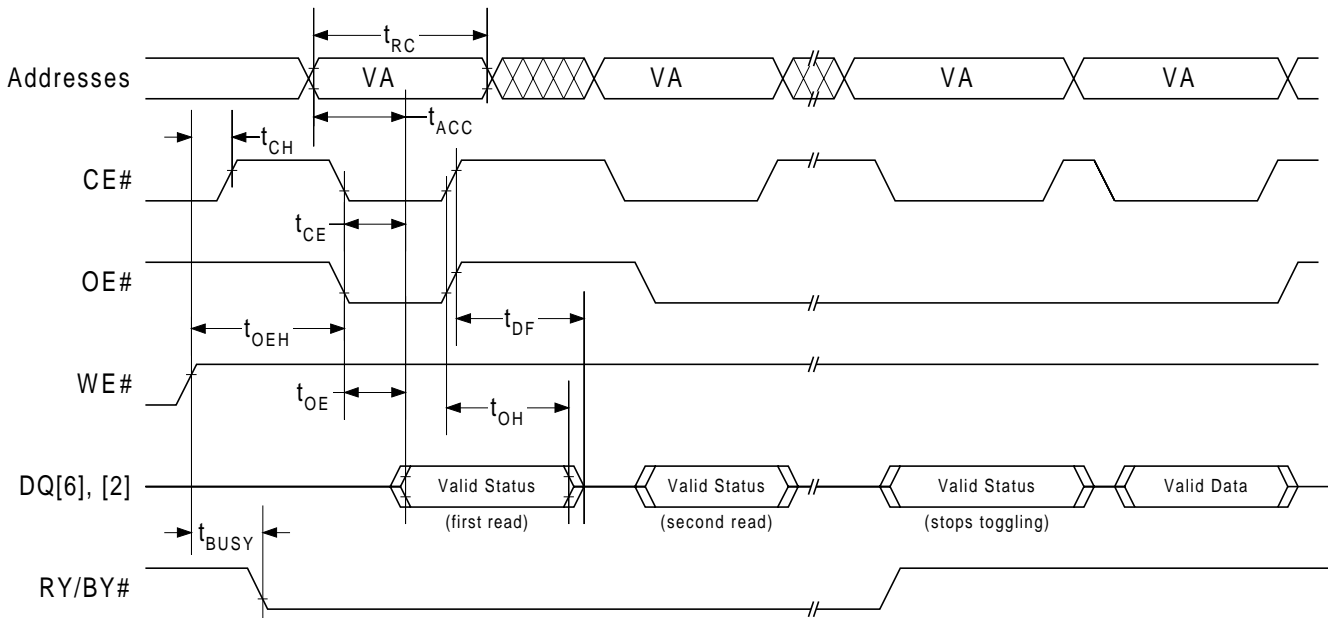 tRC
Addresses VA VA VA VA
tACC
tCH
CE#
tCE
OE#
tDF
tOEH
WE#
tOE
tOH
DQ[6], [2] Valid Status Valid Status Valid Status Valid Data
(first read) (second read) (stops toggling)
tBUSY
RY/BY#